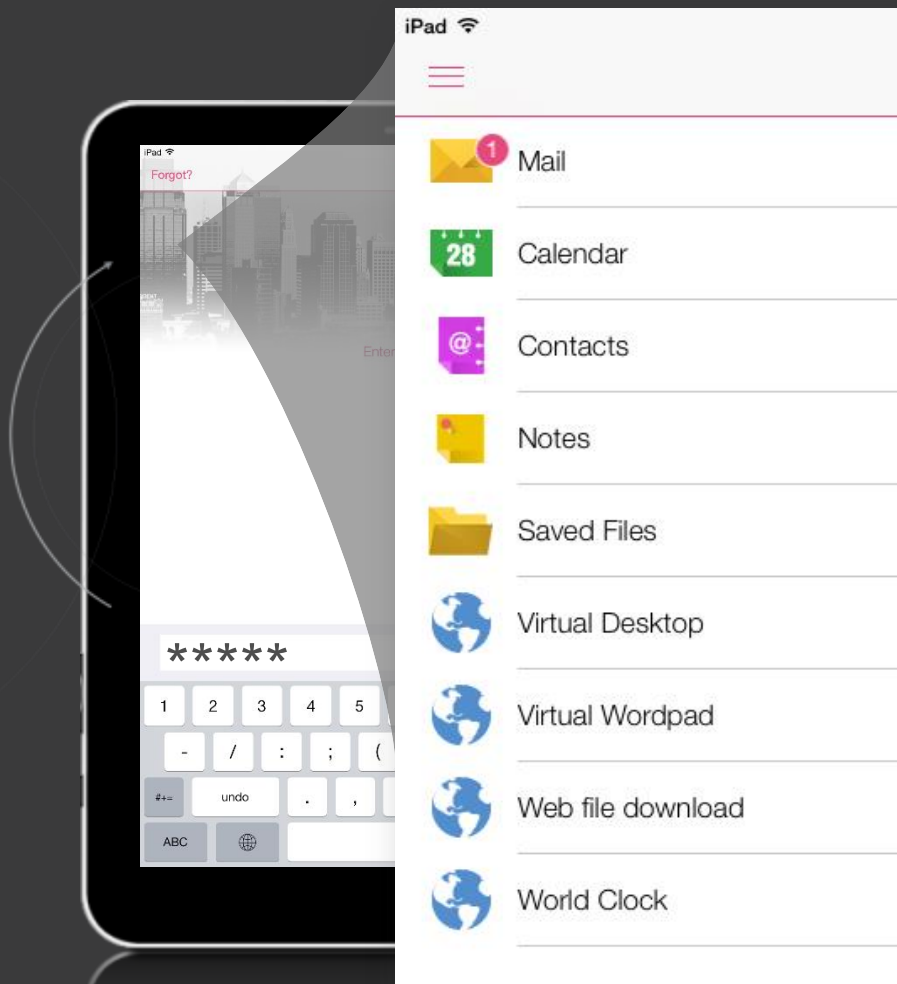 iPad
Forgot?
Enter
*****
1 2 3 4 5
- / : ; (
#+= undo . ,
ABC
iPad
1
Mail
28
Calendar
@
Contacts
Notes
Saved Files
Virtual Desktop
Virtual Wordpad
Web file download
World Clock